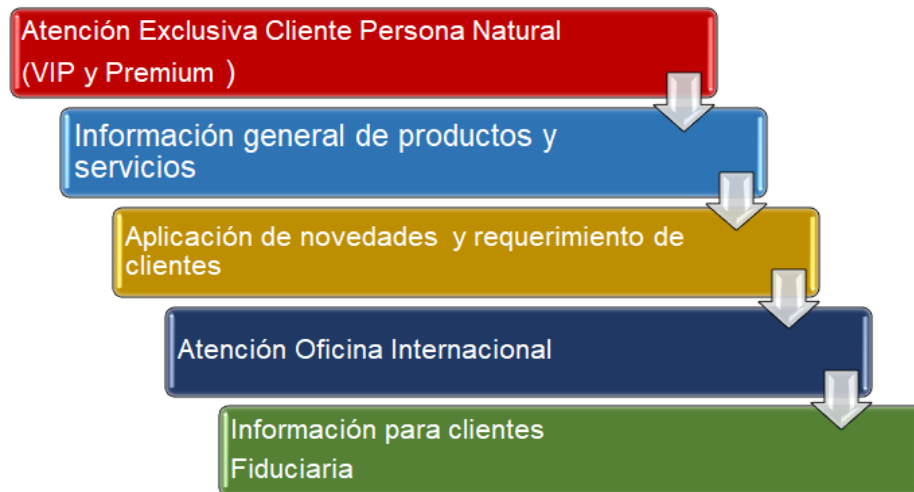 Atención Exclusiva Cliente Persona Natural
(VIP y Premium )
Información general de productos y
servicios
Aplicación de novedades y requerimiento de
clientes
Atención Oficina Internacional
Información para clientes
Fiduciaria